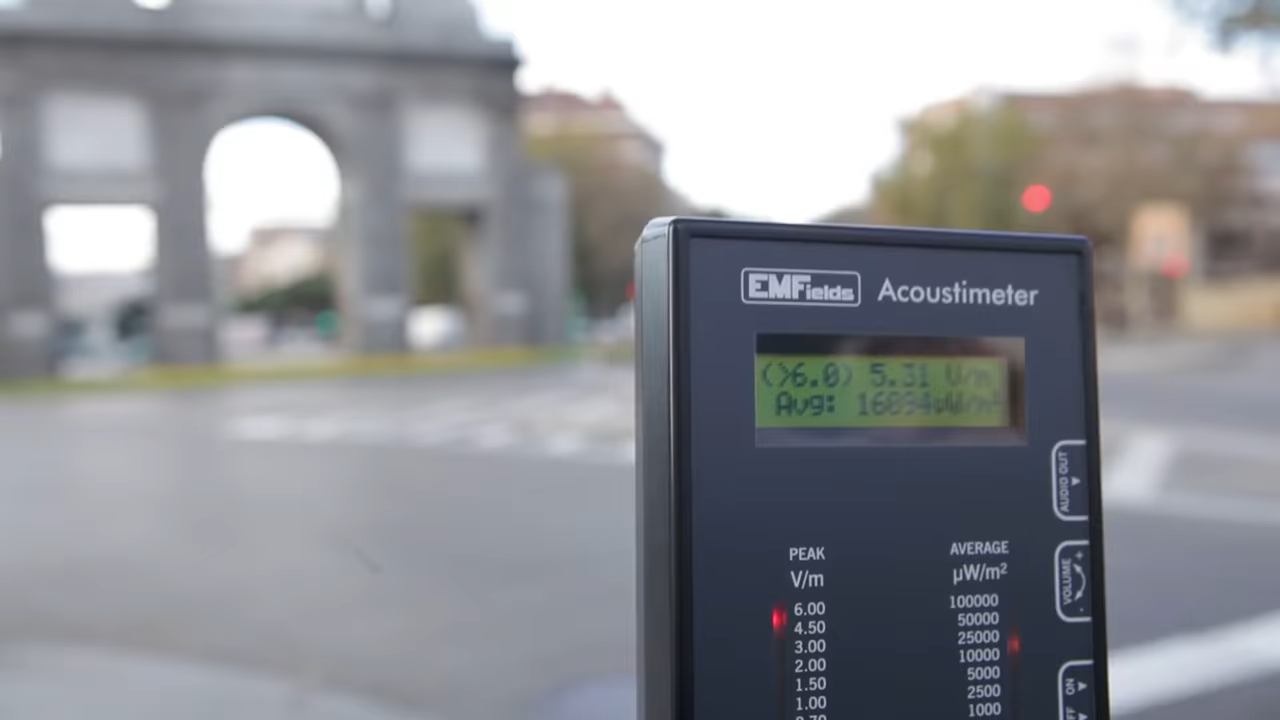 EMFields Acoustimeter
(>6.0) 5.31 V/m
Avg: 16894µW/m²
AUDIO OUT
VOLUME + -
PEAK
V/m
6.00
4.50
3.00
2.00
1.50
1.00
AVERAGE
µW/m²
100000
50000
25000
10000
5000
2500
1000
ON